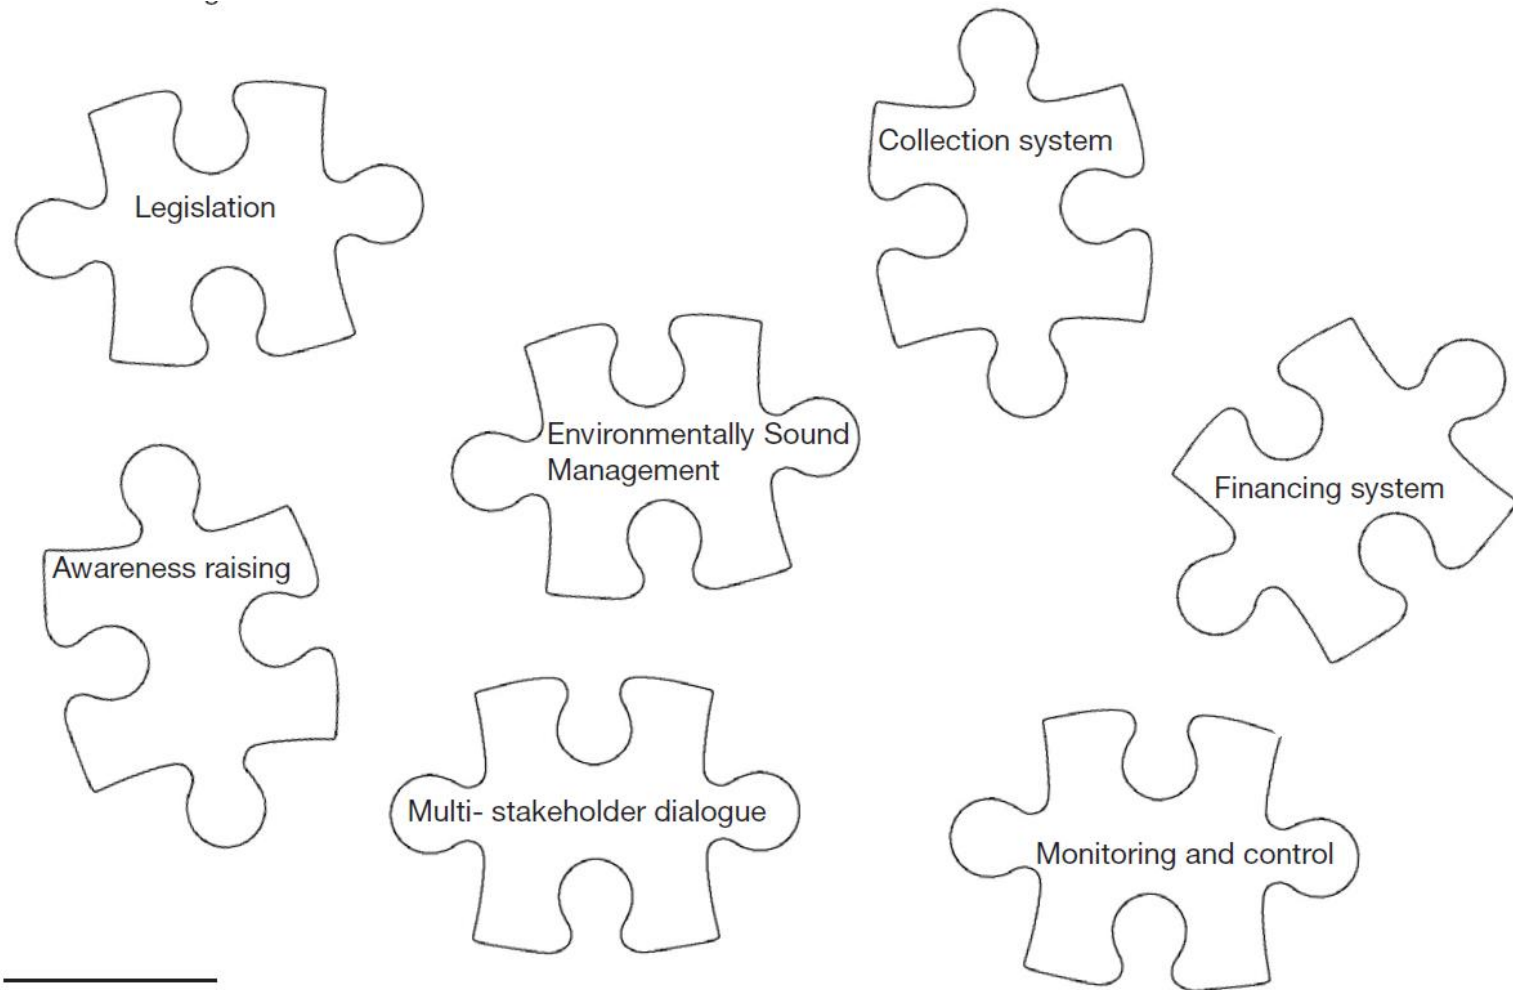 Legislation
Collection system
Environmentally Sound
Management
Financing system
Awareness raising
Multi- stakeholder dialogue
Monitoring and control